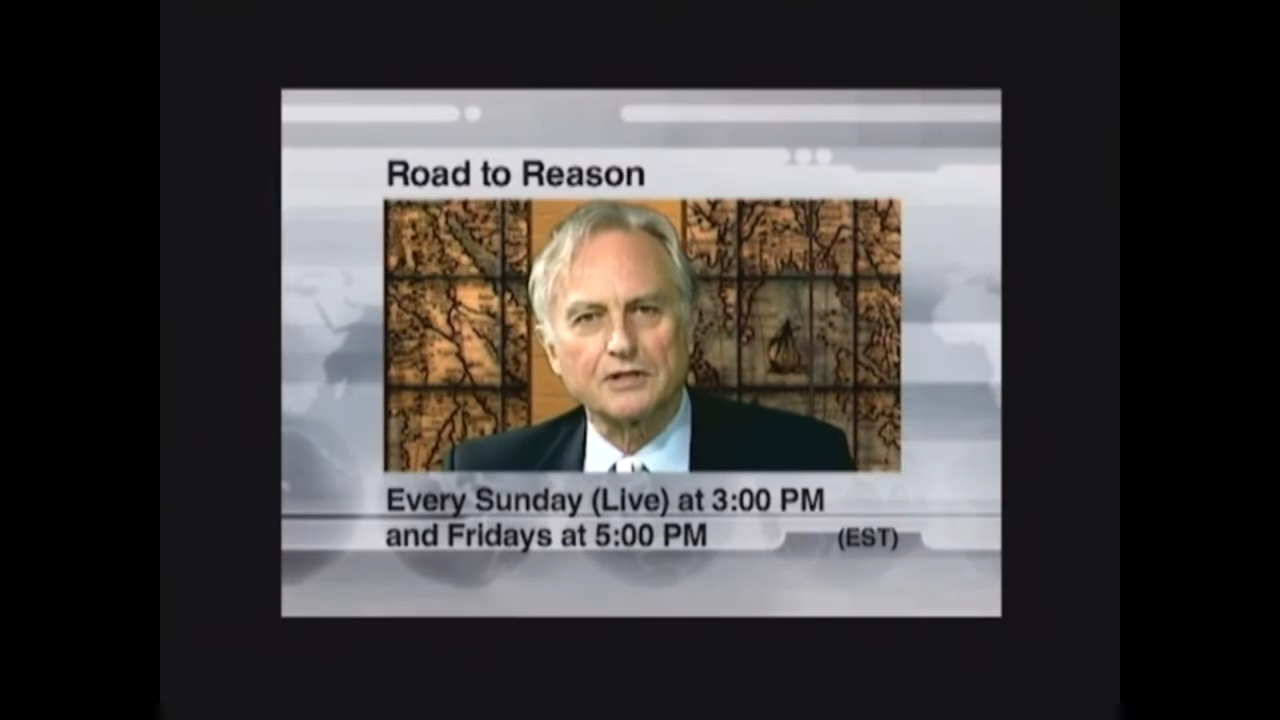 Road to Reason
Every Sunday (Live) at 3:00 PM
and Fridays at 5:00 PM
(EST)